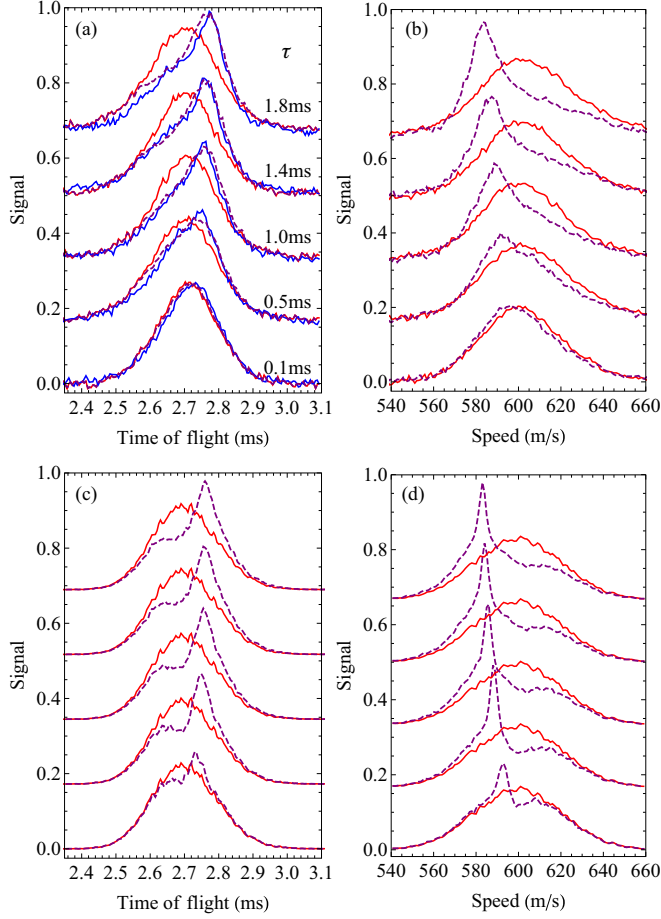 (a)
τ
1.8ms
1.4ms
1.0ms
0.5ms
0.1ms
Signal
1.0
0.8
0.6
0.4
0.2
0.0
2.4 2.5 2.6 2.7 2.8 2.9 3.0 3.1
Time of flight (ms)
(b)
Signal
1.0
0.8
0.6
0.4
0.2
0.0
540 560 580 600 620 640 660
Speed (m/s)
(c)
Signal
1.0
0.8
0.6
0.4
0.2
0.0
2.4 2.5 2.6 2.7 2.8 2.9 3.0 3.1
Time of flight (ms)
(d)
Signal
1.0
0.8
0.6
0.4
0.2
0.0
540 560 580 600 620 640 660
Speed (m/s)